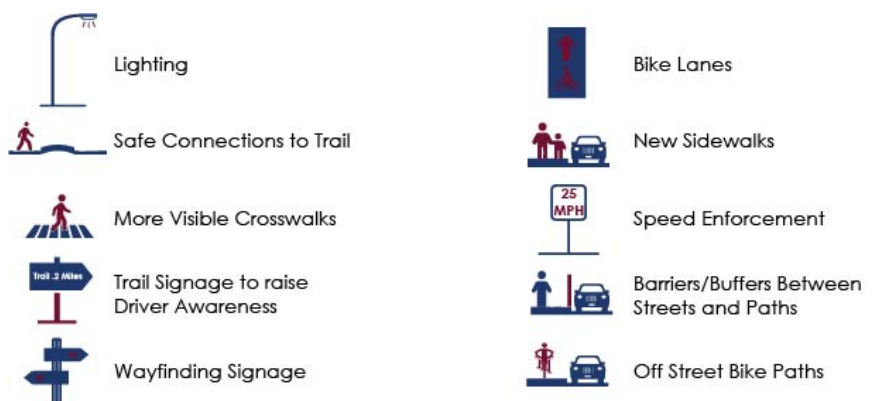 Lighting
Safe Connections to Trail
More Visible Crosswalks
Trail .2 Miles
Trail Signage to raise
Driver Awareness
Wayfinding Signage
Bike Lanes
New Sidewalks
25
MPH
Speed Enforcement
Barriers/Buffers Between
Streets and Paths
Off Street Bike Paths